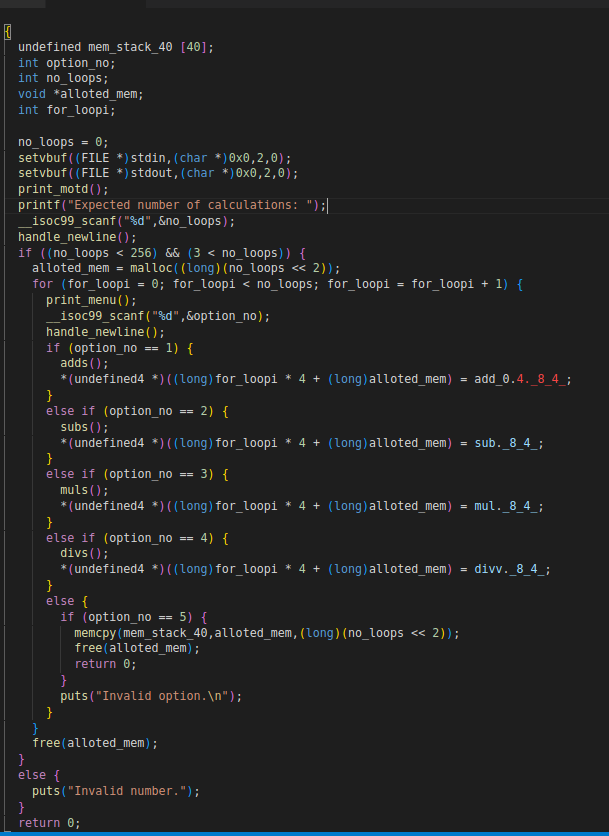 {
undefined mem_stack_40 [40];
int option_no;
int no_loops;
void *alloted_mem;
int for_loopi;
no_loops = 0;
setvbuf((FILE *)stdin,(char *)0x0,2,0);
setvbuf((FILE *)stdout,(char *)0x0,2,0);
print_motd();
printf("Expected number of calculations: ");
__isoc99_scanf("%d",&no_loops);
handle_newline();
if ((no_loops < 256) && (3 < no_loops)) {
alloted_mem = malloc((long)(no_loops << 2));
for (for_loopi = 0; for_loopi < no_loops; for_loopi = for_loopi + 1) {
print_menu();
__isoc99_scanf("%d",&option_no);
handle_newline();
if (option_no == 1) {
adds();
*(undefined4 *)((long)for_loopi * 4 + (long)alloted_mem) = add_0.4._8_4_;
}
else if (option_no == 2) {
subs();
*(undefined4 *)((long)for_loopi * 4 + (long)alloted_mem) = sub._8_4_;
}
else if (option_no == 3) {
muls();
*(undefined4 *)((long)for_loopi * 4 + (long)alloted_mem) = mul._8_4_;
}
else if (option_no == 4) {
divs();
*(undefined4 *)((long)for_loopi * 4 + (long)alloted_mem) = divv._8_4_;
}
else {
if (option_no == 5) {
memcpy(mem_stack_40,alloted_mem,(long)(no_loops << 2));
free(alloted_mem);
return 0;
}
puts("Invalid option.\n");
}
}
free(alloted_mem);
}
else {
puts("Invalid number.");
}
return 0;